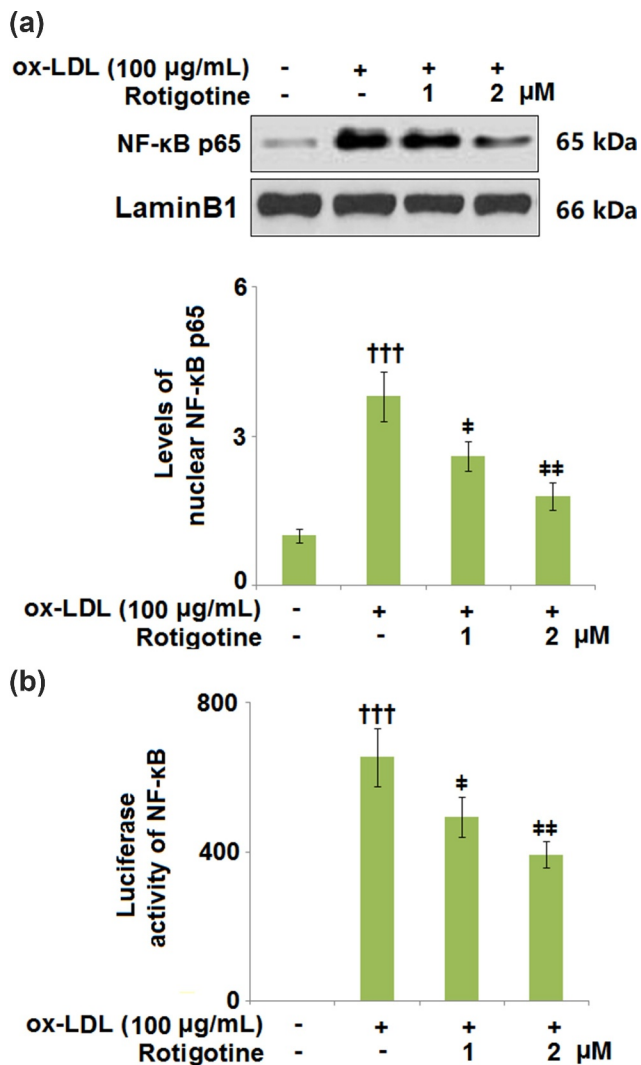 (a)
ox-LDL (100 µg/mL) - + + +
Rotigotine - - 1 2 µM
NF-κB p65 65 kDa
LaminB1 66 kDa
6
3
0
Levels of
nuclear NF-κB p65
††† ‡ ‡‡
ox-LDL (100 µg/mL) - + + +
Rotigotine - - 1 2 µM
(b)
800
400
0
Luciferase
activity of NF-κB
††† ‡ ‡‡
ox-LDL (100 µg/mL) - + + +
Rotigotine - - 1 2 µM